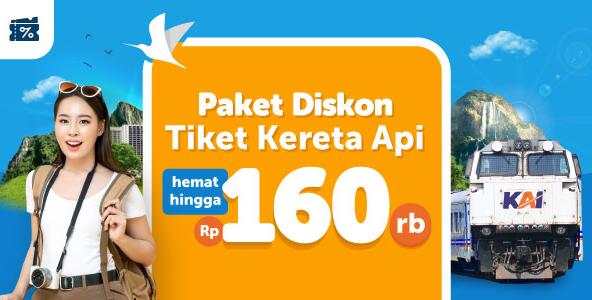 Paket Diskon
Tiket Kereta Api
hemat
hingga
Rp 160 rb
KAI